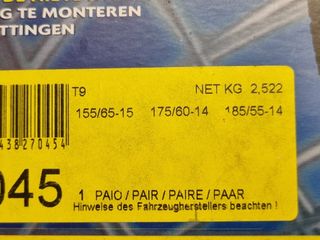 G TE MONTEREN
TTINGEN
T9
NET KG 2,522
155/65-15 175/60-14 185/55-14
438270454
045
1 PAIO / PAIR / PAIRE / PAAR
Hinweise des Fahrzeugherstellers beachten !